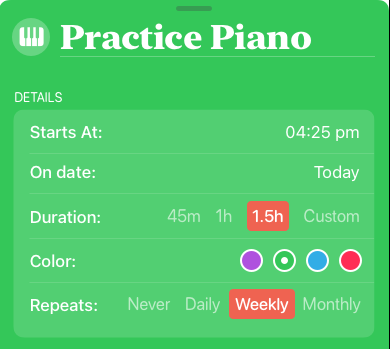 Practice Piano
DETAILS
Starts At: 04:25 pm
On date: Today
Duration: 45m 1h 1.5h Custom
Color:
Repeats: Never Daily Weekly Monthly